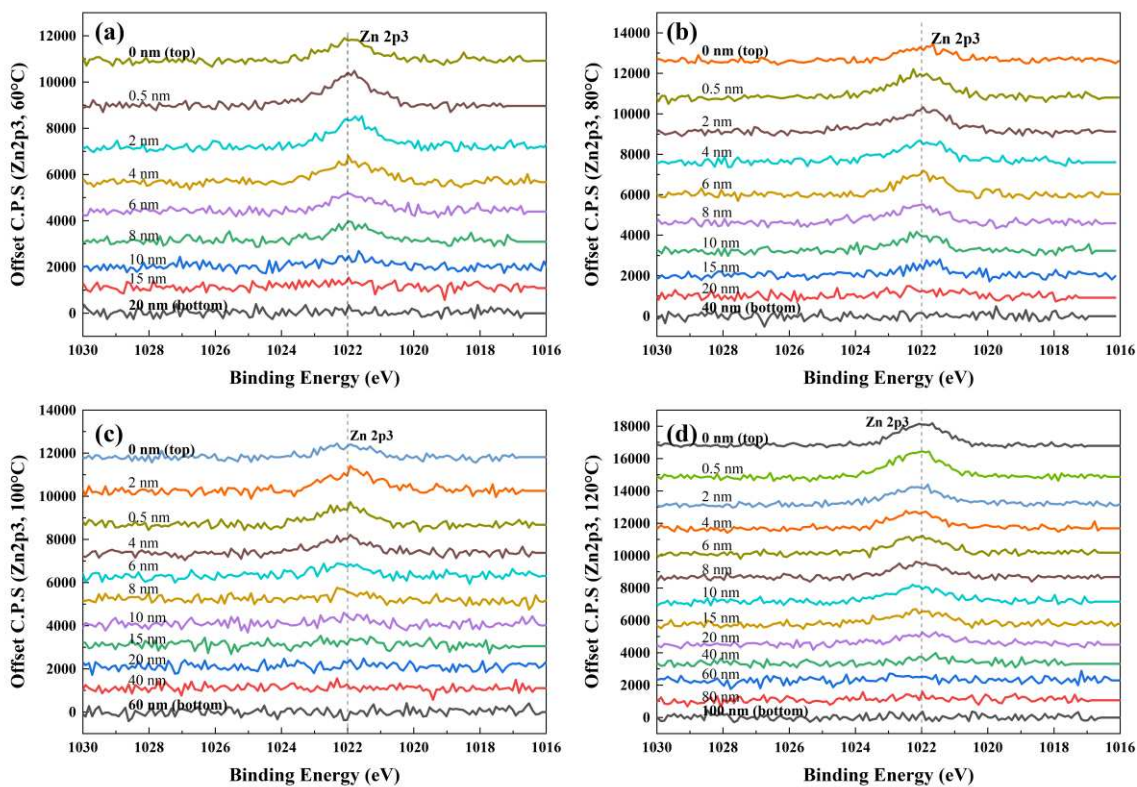 (a)
Zn 2p3
0 nm (top)
0.5 nm
2 nm
4 nm
6 nm
8 nm
10 nm
15 nm
20 nm (bottom)
12000
10000
8000
6000
4000
2000
0
Offset C.P.S (Zn2p3, 60°C)
1030 1028 1026 1024 1022 1020 1018 1016
Binding Energy (eV)
(b)
Zn 2p3
0 nm (top)
0.5 nm
2 nm
4 nm
6 nm
8 nm
10 nm
15 nm
20 nm
40 nm (bottom)
14000
12000
10000
8000
6000
4000
2000
0
Offset C.P.S (Zn2p3, 80°C)
1030 1028 1026 1024 1022 1020 1018 1016
Binding Energy (eV)
(c)
Zn 2p3
0 nm (top)
2 nm
0.5 nm
4 nm
6 nm
8 nm
10 nm
15 nm
20 nm
40 nm
60 nm (bottom)
14000
12000
10000
8000
6000
4000
2000
0
Offset C.P.S (Zn2p3, 100°C)
1030 1028 1026 1024 1022 1020 1018 1016
Binding Energy (eV)
(d)
Zn 2p3
0 nm (top)
0.5 nm
2 nm
4 nm
6 nm
8 nm
10 nm
15 nm
20 nm
40 nm
60 nm
80 nm
100 nm (bottom)
18000
16000
14000
12000
10000
8000
6000
4000
2000
0
Offset C.P.S (Zn2p3, 120°C)
1030 1028 1026 1024 1022 1020 1018 1016
Binding Energy (eV)